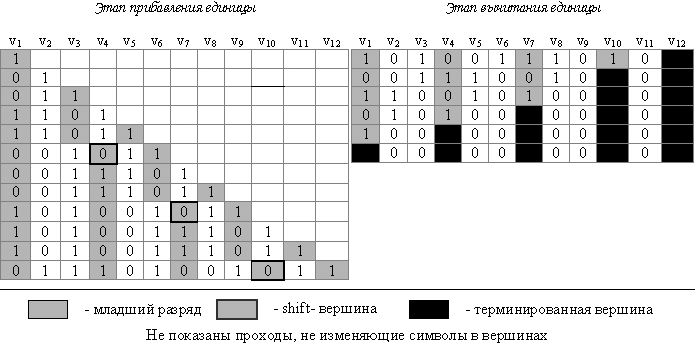 Этап прибавления единицы Этап вычитания единицы
v1 v2 v3 v4 v5 v6 v7 v8 v9 v10 v11 v12 v1 v2 v3 v4 v5 v6 v7 v8 v9 v10 v11 v12
1 1 0 1 0 0 1 1 1 0 1 0
0 1 0 0 1 1 1 0 0 1 0 0
0 1 1 1 1 0 0 1 0 1 0 0 0
1 1 0 1 0 1 0 1 0 0 0 0 0
1 1 0 1 1 1 0 0 0 0 0 0 0
0 0 1 0 1 1 0 0 0 0 0 0 0
0 0 1 1 1 0 1
0 0 1 1 1 0 1 1
1 0 1 0 0 1 0 1 1
1 0 1 0 0 1 1 1 0 1
1 0 1 0 0 1 1 1 0 1 1
0 1 1 1 0 1 0 0 1 0 1 1
- младший разряд - shift- вершина - терминированная вершина
Не показаны проходы, не изменяющие символы в вершинах